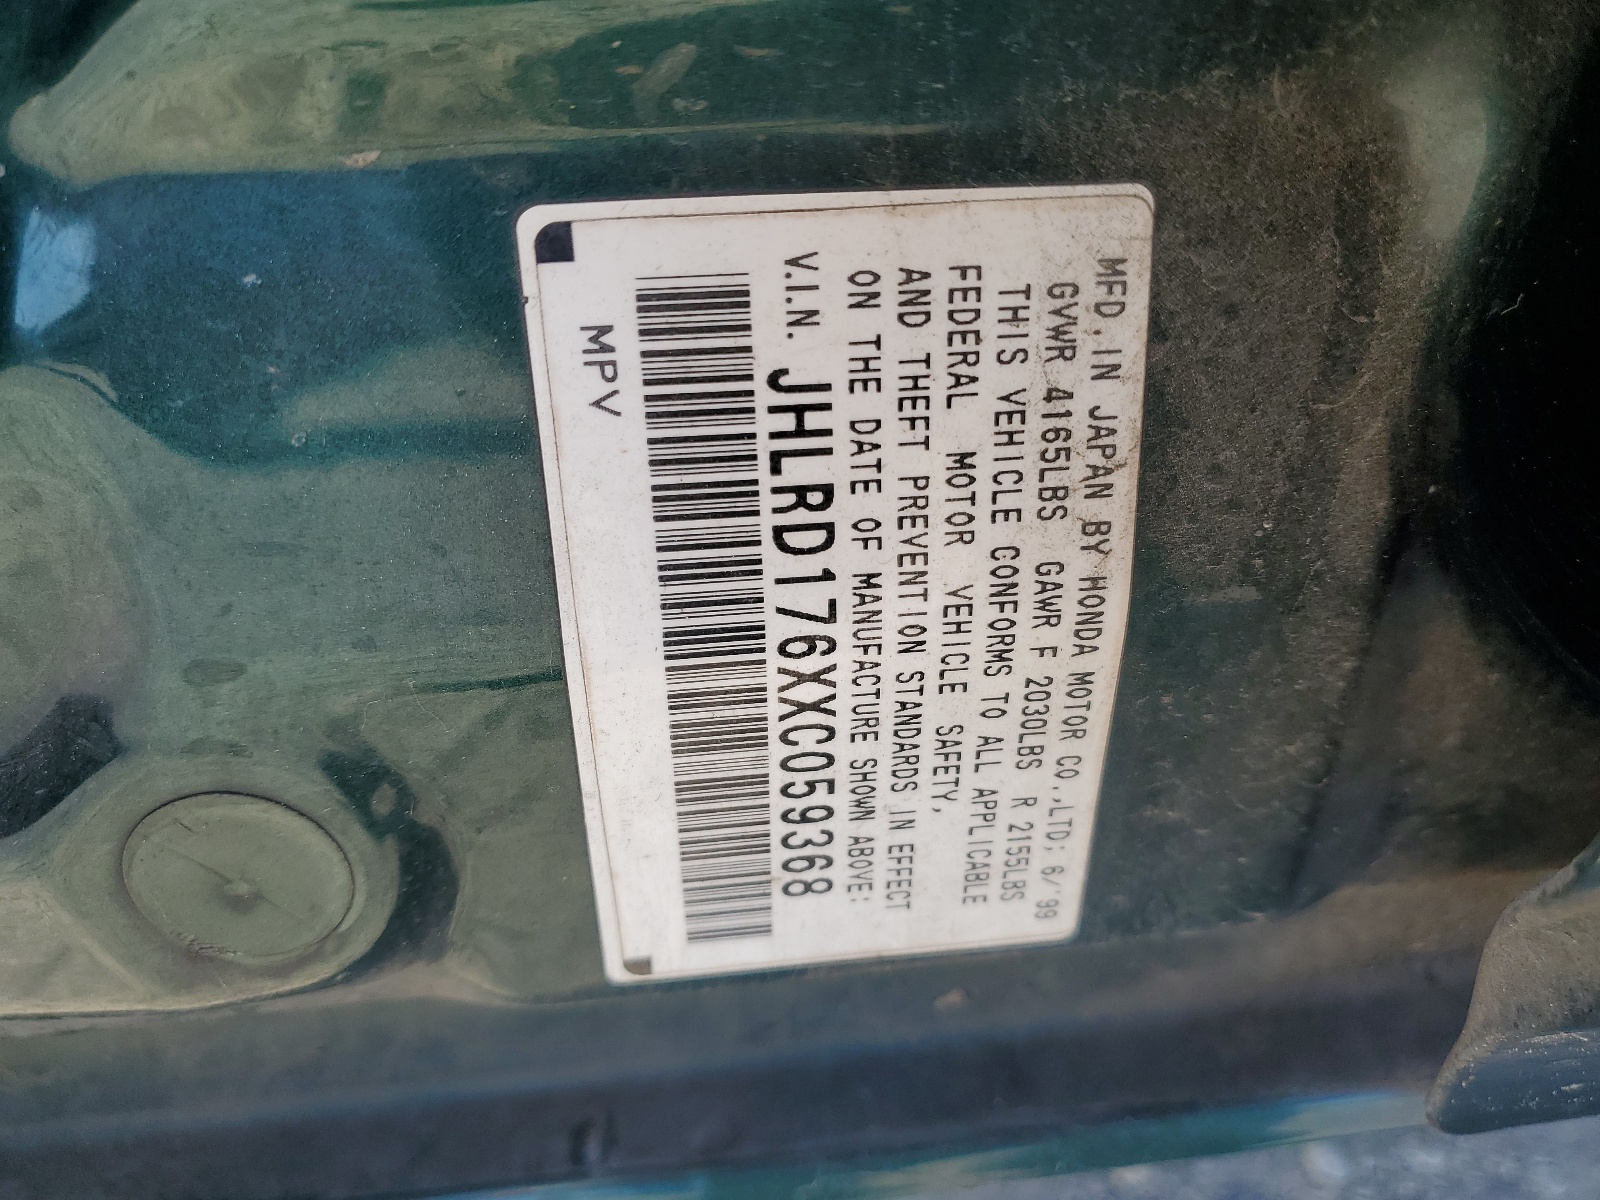 MFD. IN JAPAN BY HONDA MOTOR CO.,LTD; 6/'99
GVWR 4165LBS GAWR F 2030LBS R 2155LBS
THIS VEHICLE CONFORMS TO ALL APPLICABLE
FEDERAL MOTOR VEHICLE SAFETY,
AND THEFT PREVENTION STANDARDS IN EFFECT
ON THE DATE OF MANUFACTURE SHOWN ABOVE:
V.I.N. JHLRD176XXC059368
MPV